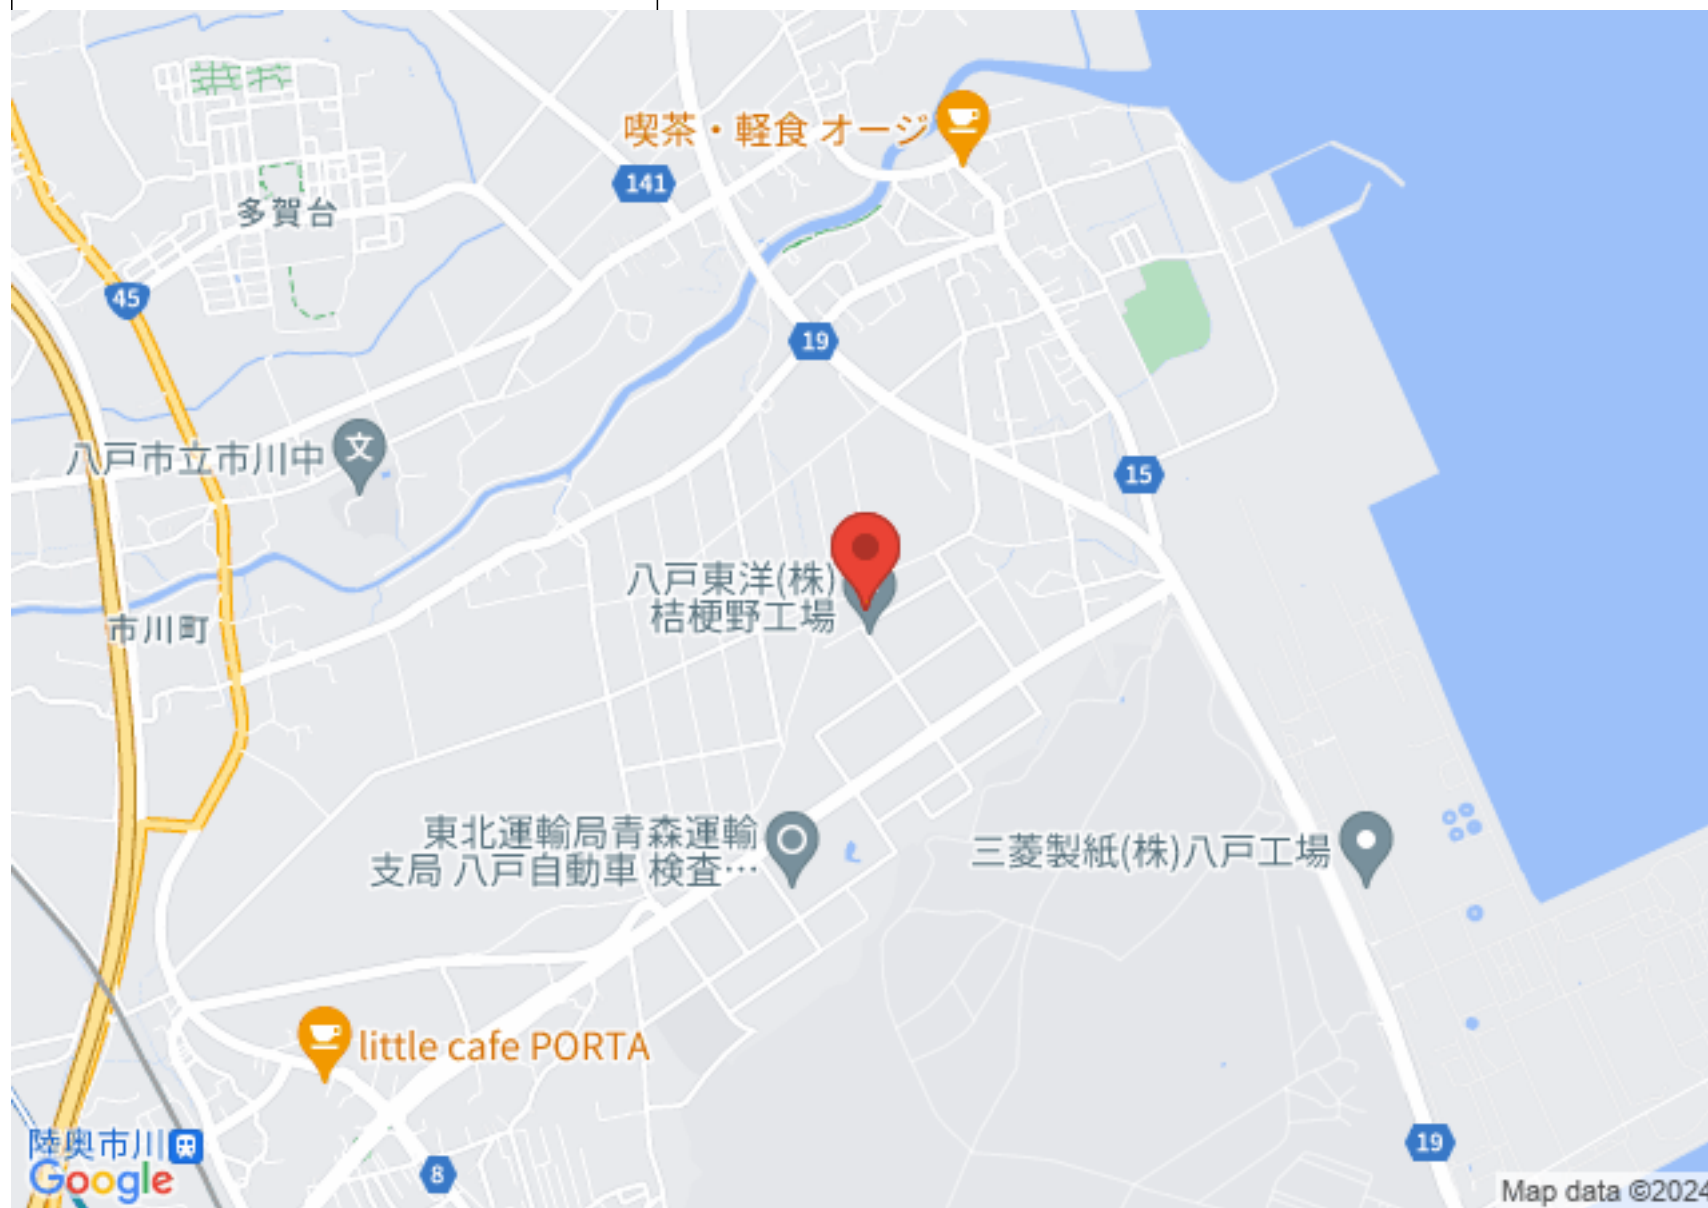 喫茶・軽食 オージ
141
多賀台
45
19
八戸市立市川中
文
15
八戸東洋(株)
桔梗野工場
市川町
東北運輸局青森運輸
支局 八戸自動車 検査…
三菱製紙(株)八戸工場
little cafe PORTA
陸奥市川
Google
8
19
Map data ©2024